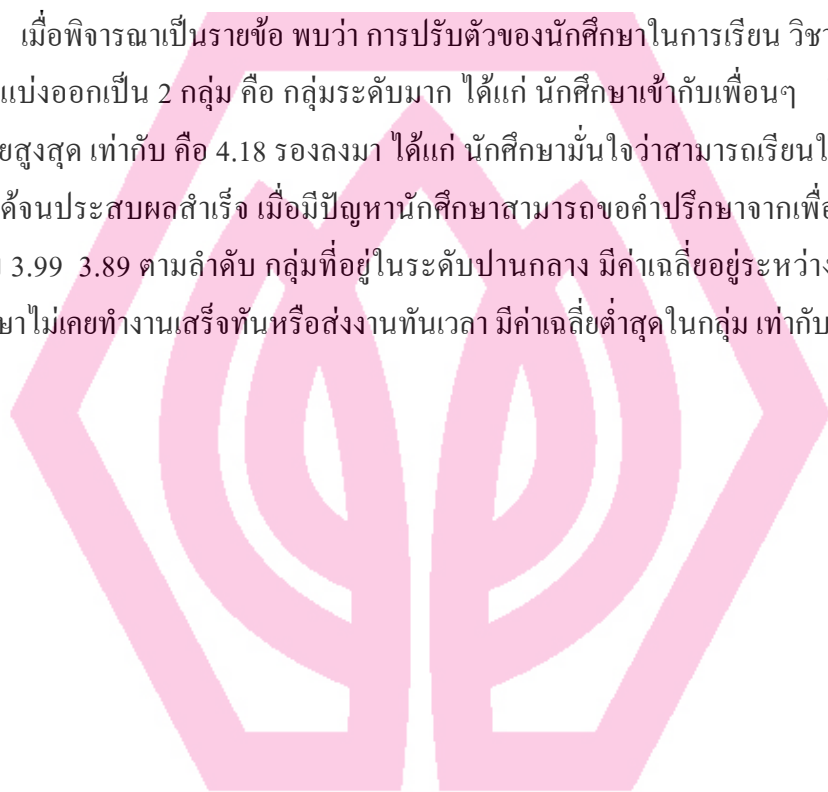 เมื่อพิจารณาเป็นรายข้อ พบว่า การปรับตัวของนักศึกษาในการเรียน วิชา
แบ่งออกเป็น 2 กลุ่ม คือ กลุ่มระดับมาก ได้แก่ นักศึกษาเข้ากับเพื่อนๆ
ยสูงสุด เท่ากับ คือ 4.18 รองลงมา ได้แก่ นักศึกษามั่นใจว่าสามารถเรียนใ
ด้จนประสบผลสำเร็จ เมื่อมีปัญหานักศึกษาสามารถขอคำปรึกษาจากเพื่อ
3.99 3.89 ตามลำดับ กลุ่มที่อยู่ในระดับปานกลาง มีค่าเฉลี่ยอยู่ระหว่าง
ษาไม่เคยทำงานเสร็จทันหรือส่งงานทันเวลา มีค่าเฉลี่ยต่ำสุดในกลุ่ม เท่ากับ